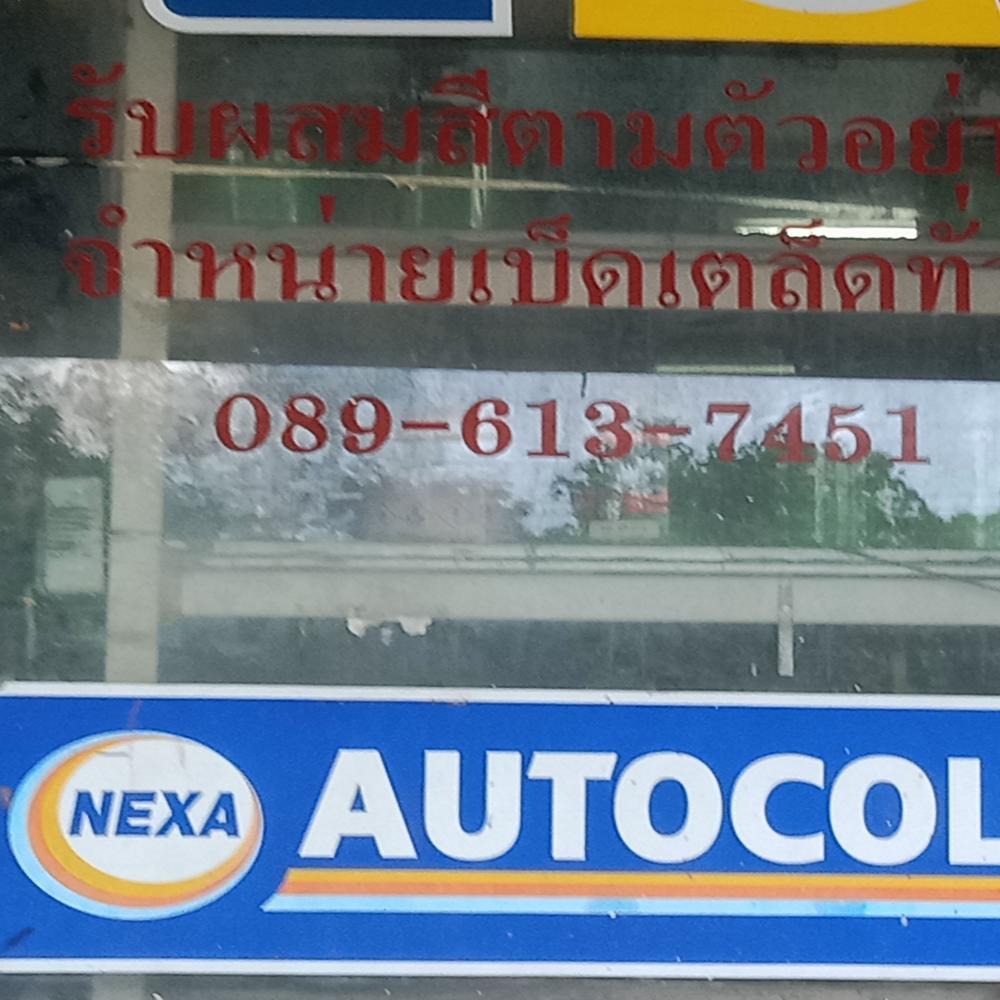 รับผสมสีตามตัวอย่า
จำหน่ายเบ็ดเตล็ดทั่
089-613-7451
NEXA AUTOCOL